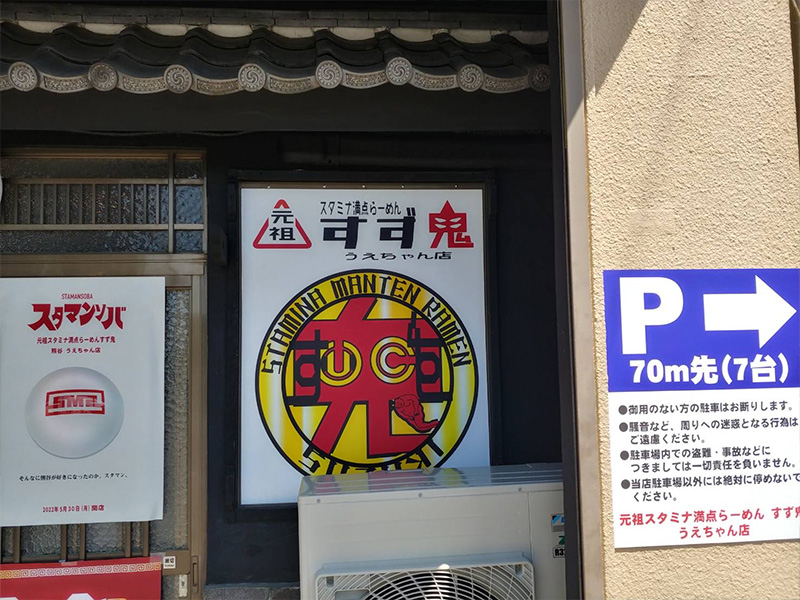 STAMANSOBA
スタマンソバ
元祖スタミナ満点らーめんすず鬼
熊谷 うえちゃん店
SMS
そんなに熊谷が好きになったのか、スタマン。
2022年5月20日(月)開店
元祖
スタミナ満点らーめん
すず鬼
うえちゃん店
STAMINA MANTEN RAMEN
すUCず
鬼
P
70m先(7台)
●御用のない方の駐車はお断りします。
●騒音など、周りへの迷惑となる行為は
ご遠慮ください。
●駐車場内での盗難・事故などに
つきましては一切責任を負いません。
●当店駐車場以外には絶対に停めないで
ください。
元祖スタミナ満点らーめん すず鬼
うえちゃん店